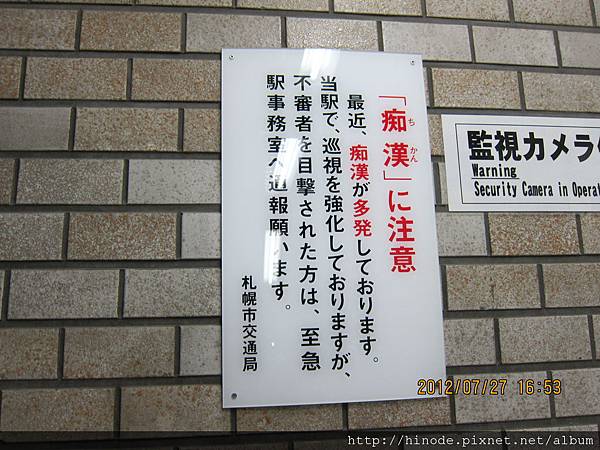 「痴漢」に注意
ちかん
最近、痴漢が多発しております。
当駅で、巡視を強化しておりますが、
不審者を目撃された方は、至急
駅事務室へ通報願います。
札幌市交通局
監視カメラ
Warning
Security Camera in Operat
2012/07/27 16:53
http://hinode.pixnet.net/album